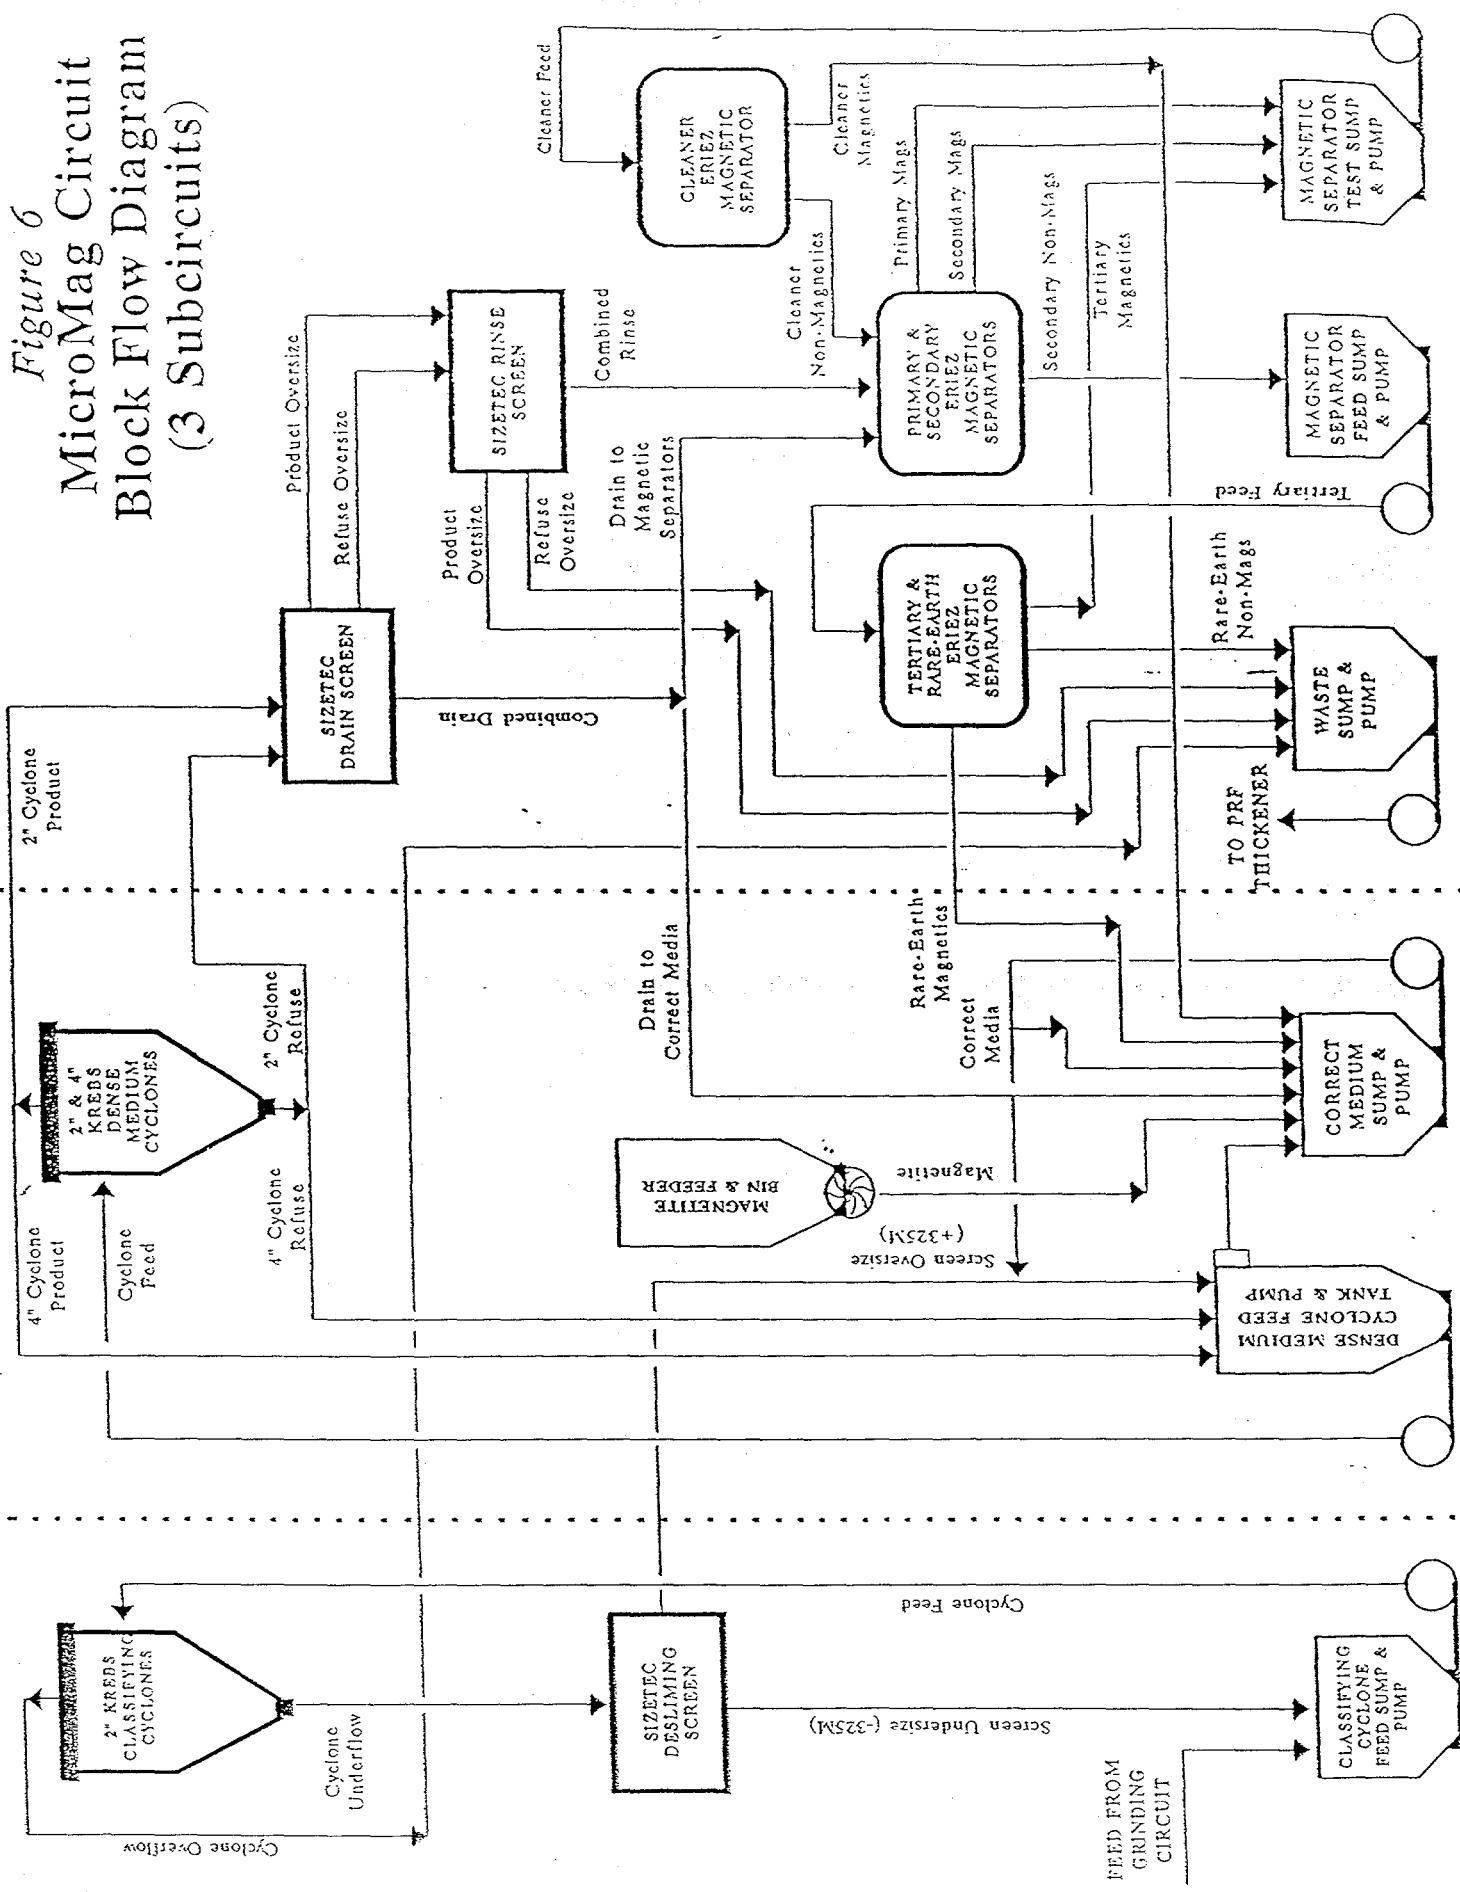 Figure 6
MicroMag Circuit
Block Flow Diagram
(3 Subcircuits)
Cyclone Overflow
2" KREBS
CLASSIFYING
CYCLONES
Cyclone
Underflow
SIZETEC
DESLIMING
SCREEN
Cyclone Feed
Screen Undersize (-325M)
FEED FROM
GRINDING
CIRCUIT
CLASSIFYING
CYCLONE
FEED SUMP &
PUMP
4" Cyclone
Product
Cyclone
Feed
2" & 4"
KREBS
DENSE
MEDIUM
CYCLONES
4" Cyclone
Refuse
2" Cyclone
Refuse
MAGNETITE
BIN & FEEDER
Magnetite
Screen Oversize
(+325M)
Drain to
Correct Media
Rare-Earth
Magnetics
Correct
Media
DENSE MEDIUM
CYCLONE FEED
TANK & PUMP
CORRECT
MEDIUM
SUMP &
PUMP
2" Cyclone
Product
SIZETEC
DRAIN SCREEN
Product Oversize
Refuse Oversize
Combined Drain
SIZETEC RINSE
SCREEN
Product
Oversize
Refuse
Oversize
Combined
Rinse
Drain to
Magnetic
Separators
Cleaner Feed
CLEANER
ERIEZ
MAGNETIC
SEPARATOR
Cleaner
Magnetics
Cleaner
Non-Magnetics
PRIMARY &
SECONDARY
ERIEZ
MAGNETIC
SEPARATORS
Primary Mags
Secondary Mags
Secondary Non-Mags
Tertiary
Magnetics
TERTIARY &
RARE-EARTH
ERIEZ
MAGNETIC
SEPARATORS
Tertiary Feed
Rare-Earth
Non-Mags
TO PRF
THICKENER
WASTE
SUMP &
PUMP
MAGNETIC
SEPARATOR
FEED SUMP
& PUMP
MAGNETIC
SEPARATOR
TEST SUMP
& PUMP